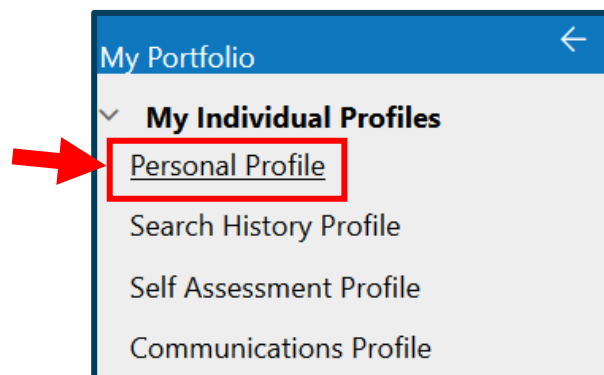 My Portfolio
My Individual Profiles
Personal Profile
Search History Profile
Self Assessment Profile
Communications Profile